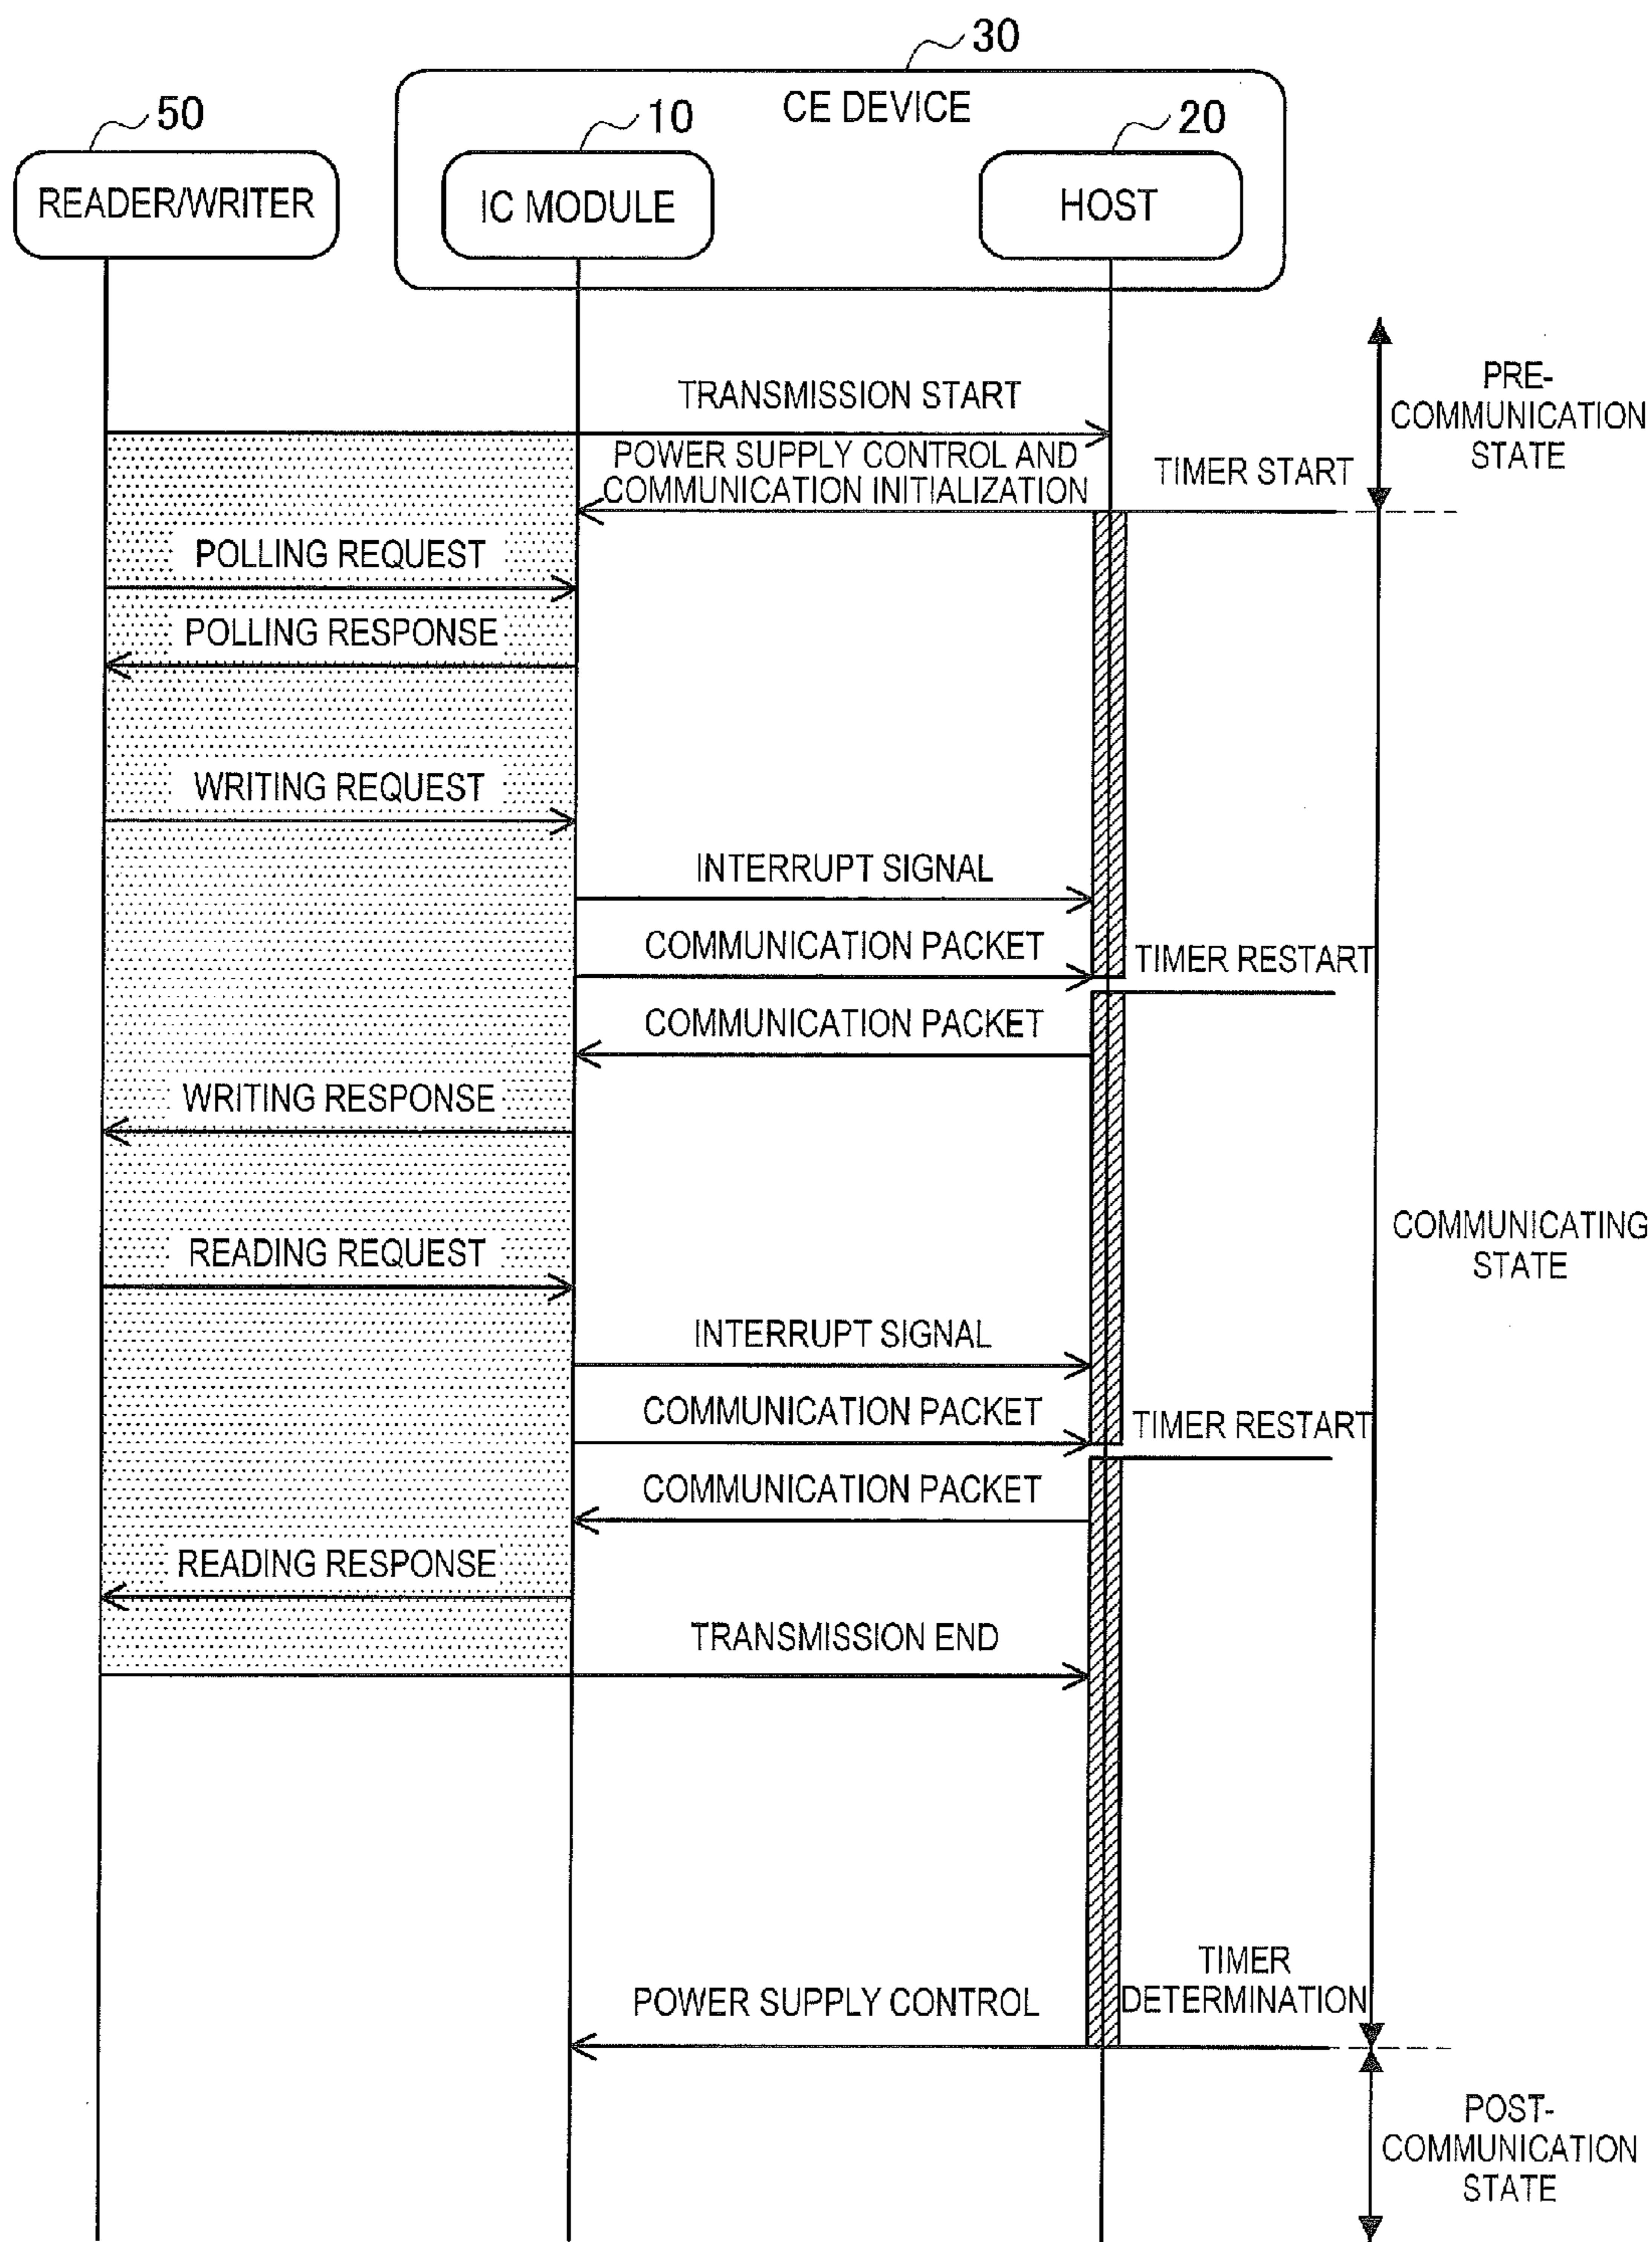 30
CE DEVICE
50
10
20
READER/WRITER
IC MODULE
HOST
PRE-
COMMUNICATION
STATE
TRANSMISSION START
POWER SUPPLY CONTROL AND
COMMUNICATION INITIALIZATION
TIMER START
POLLING REQUEST
POLLING RESPONSE
WRITING REQUEST
INTERRUPT SIGNAL
COMMUNICATION PACKET
TIMER RESTART
COMMUNICATION PACKET
WRITING RESPONSE
COMMUNICATING
STATE
READING REQUEST
INTERRUPT SIGNAL
COMMUNICATION PACKET
TIMER RESTART
COMMUNICATION PACKET
READING RESPONSE
TRANSMISSION END
TIMER
DETERMINATION
POWER SUPPLY CONTROL
POST-
COMMUNICATION
STATE